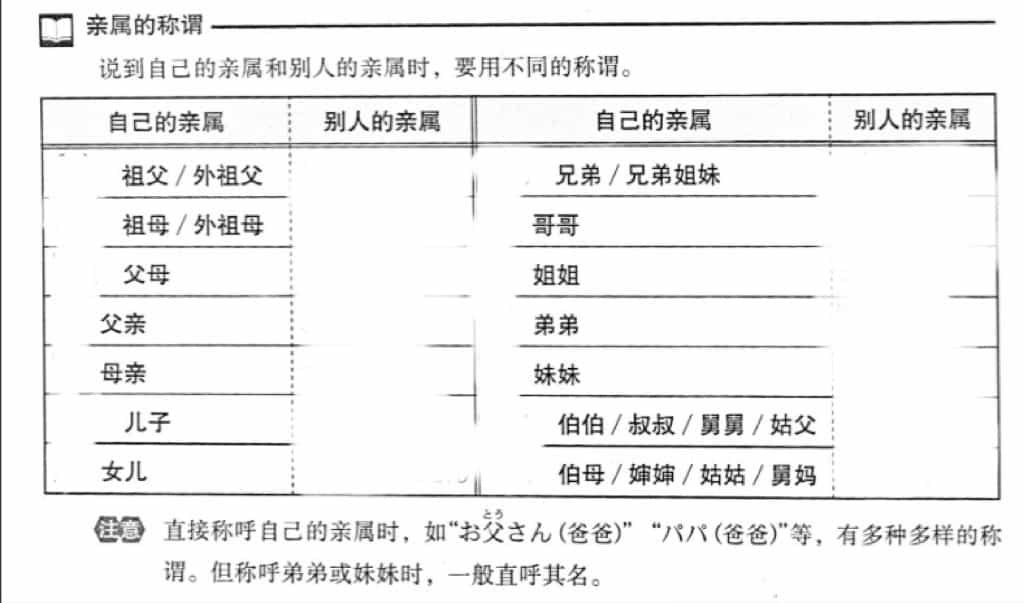 亲属的称谓
说到自己的亲属和别人的亲属时，要用不同的称谓。
自己的亲属 别人的亲属 自己的亲属 别人的亲属
祖父 / 外祖父 兄弟 / 兄弟姐妹
祖母 / 外祖母 哥哥
父母 姐姐
父亲 弟弟
母亲 妹妹
儿子 伯伯 / 叔叔 / 舅舅 / 姑父
女儿 伯母 / 婶婶 / 姑姑 / 舅妈
注意 直接称呼自己的亲属时，如“お父さん(爸爸)” “パパ(爸爸)”等，有多种多样的称
とう
谓。但称呼弟弟或妹妹时，一般直呼其名。